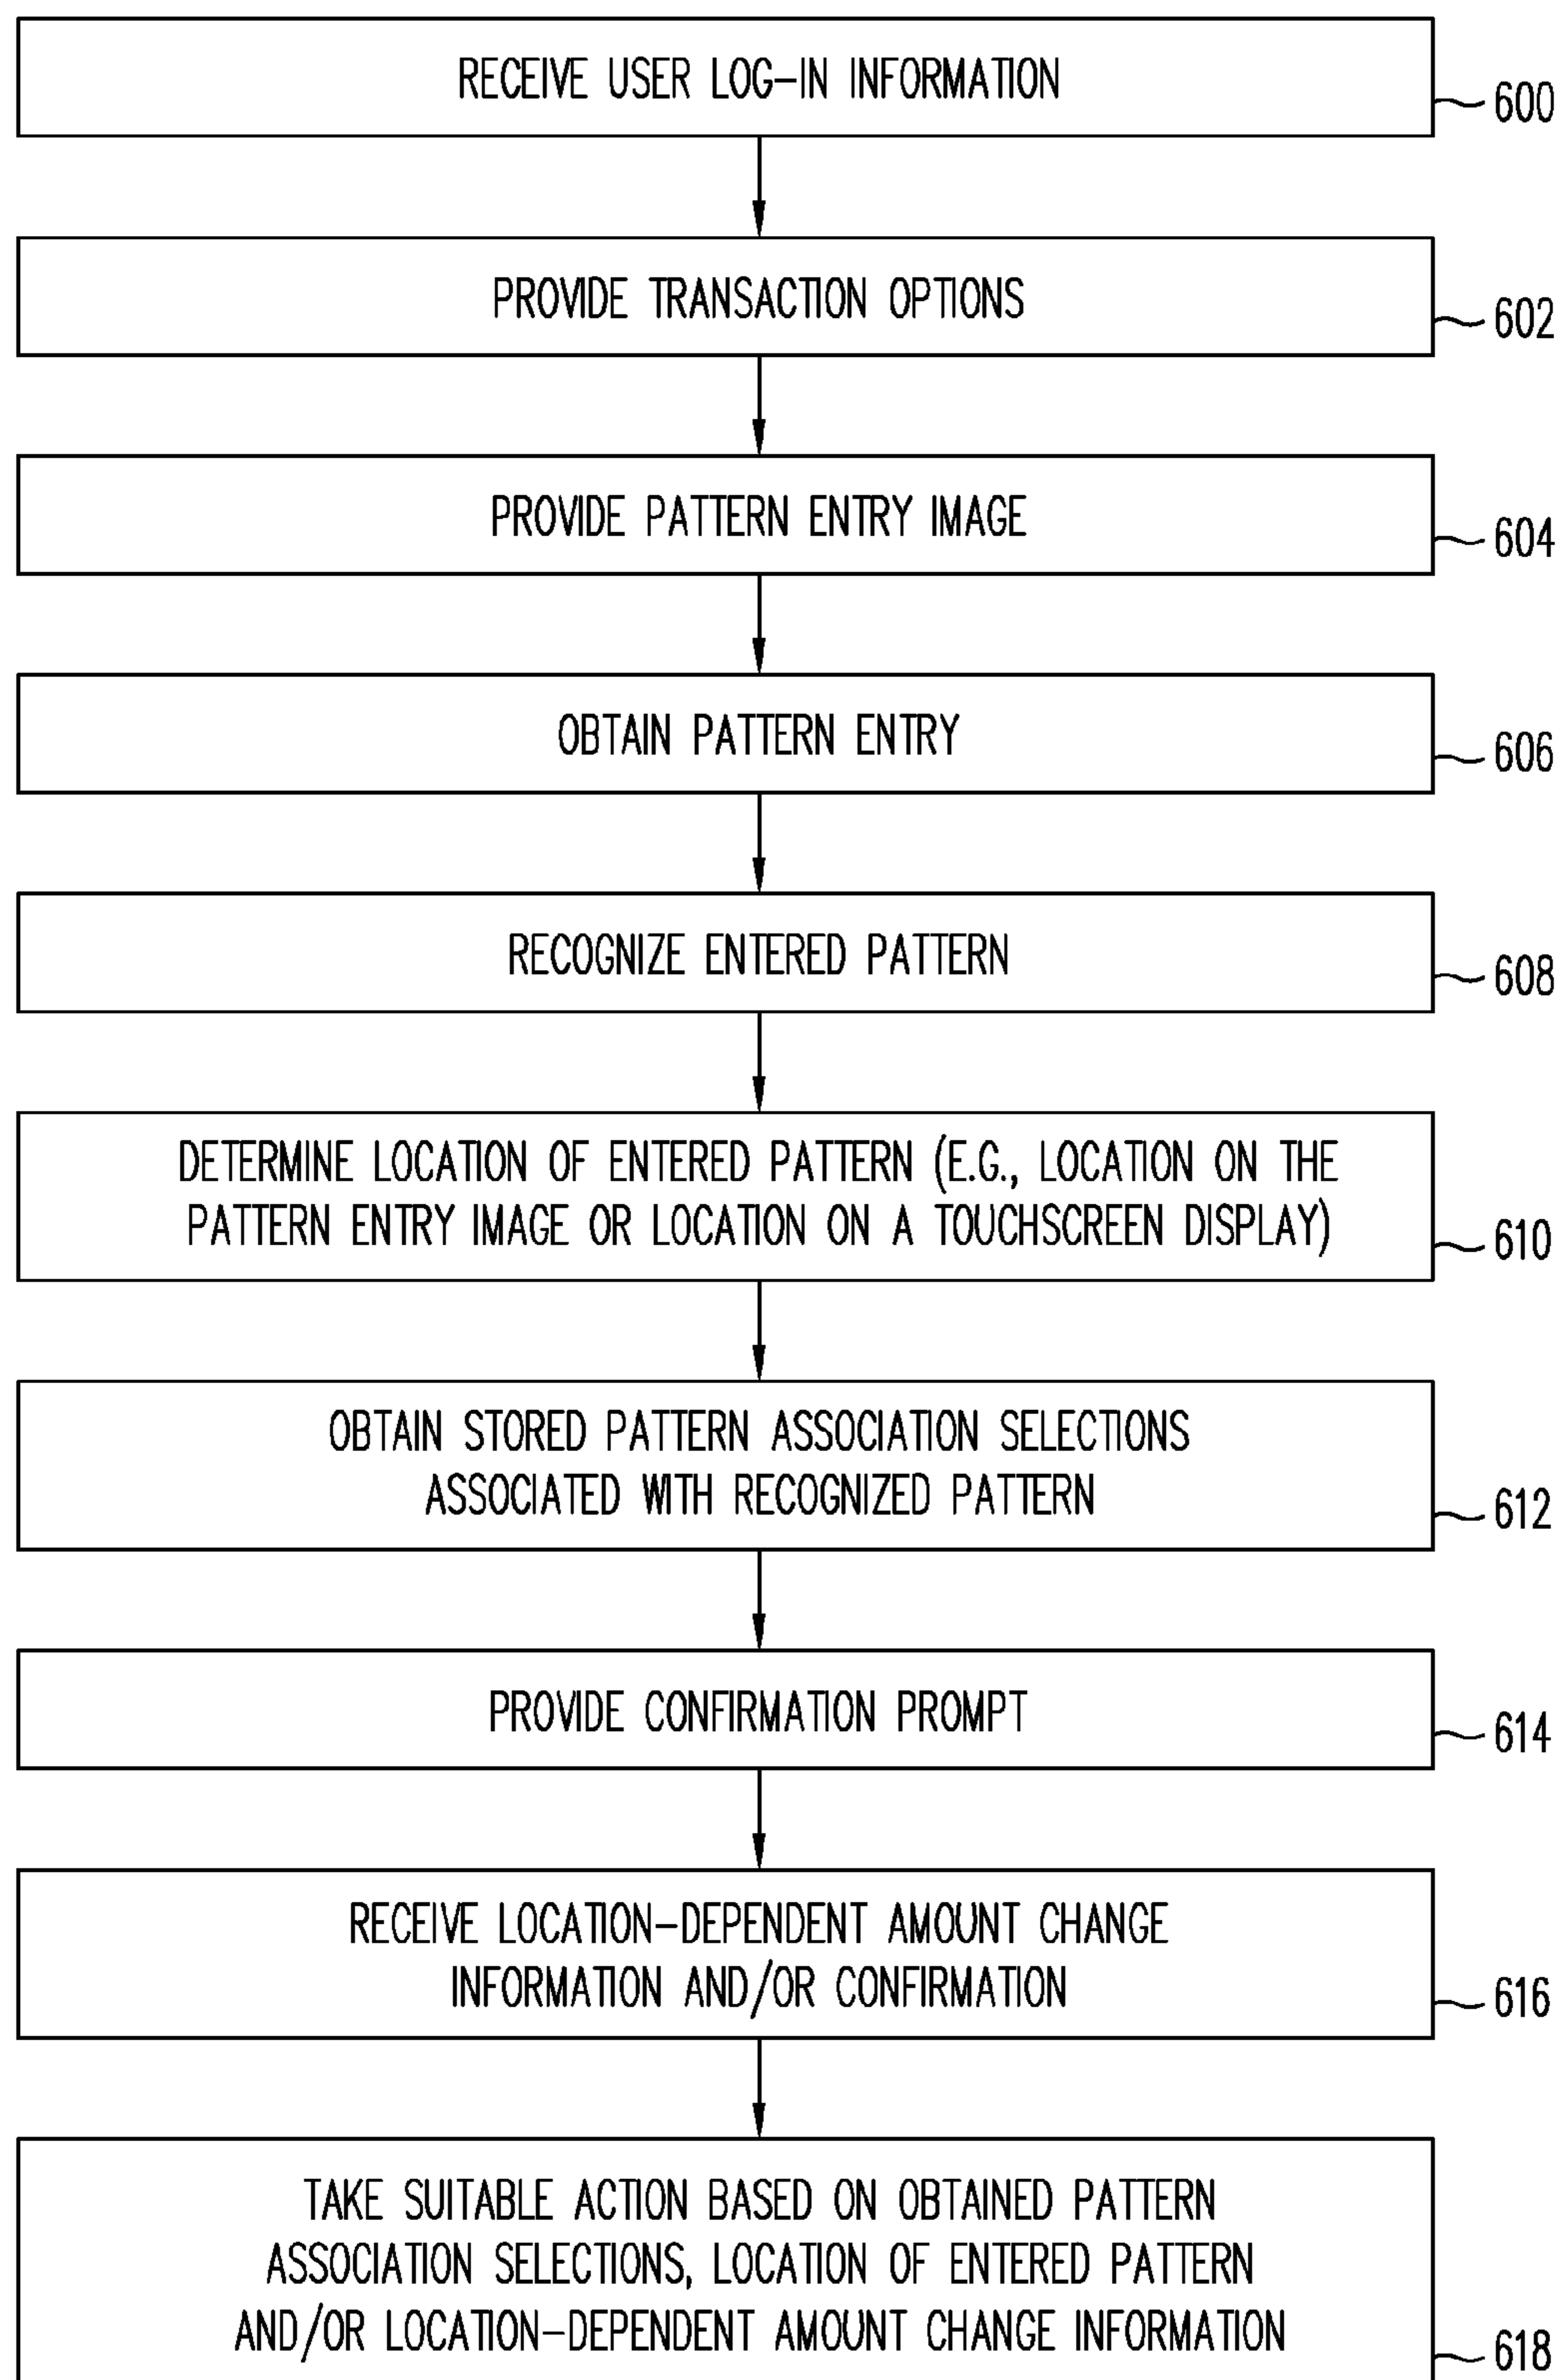 RECEIVE USER LOG-IN INFORMATION
600
PROVIDE TRANSACTION OPTIONS
602
PROVIDE PATTERN ENTRY IMAGE
604
OBTAIN PATTERN ENTRY
606
RECOGNIZE ENTERED PATTERN
608
DETERMINE LOCATION OF ENTERED PATTERN (E.G., LOCATION ON THE
PATTERN ENTRY IMAGE OR LOCATION ON A TOUCHSCREEN DISPLAY)
610
OBTAIN STORED PATTERN ASSOCIATION SELECTIONS
ASSOCIATED WITH RECOGNIZED PATTERN
612
PROVIDE CONFIRMATION PROMPT
614
RECEIVE LOCATION-DEPENDENT AMOUNT CHANGE
INFORMATION AND/OR CONFIRMATION
616
TAKE SUITABLE ACTION BASED ON OBTAINED PATTERN
ASSOCIATION SELECTIONS, LOCATION OF ENTERED PATTERN
AND/OR LOCATION-DEPENDENT AMOUNT CHANGE INFORMATION
618